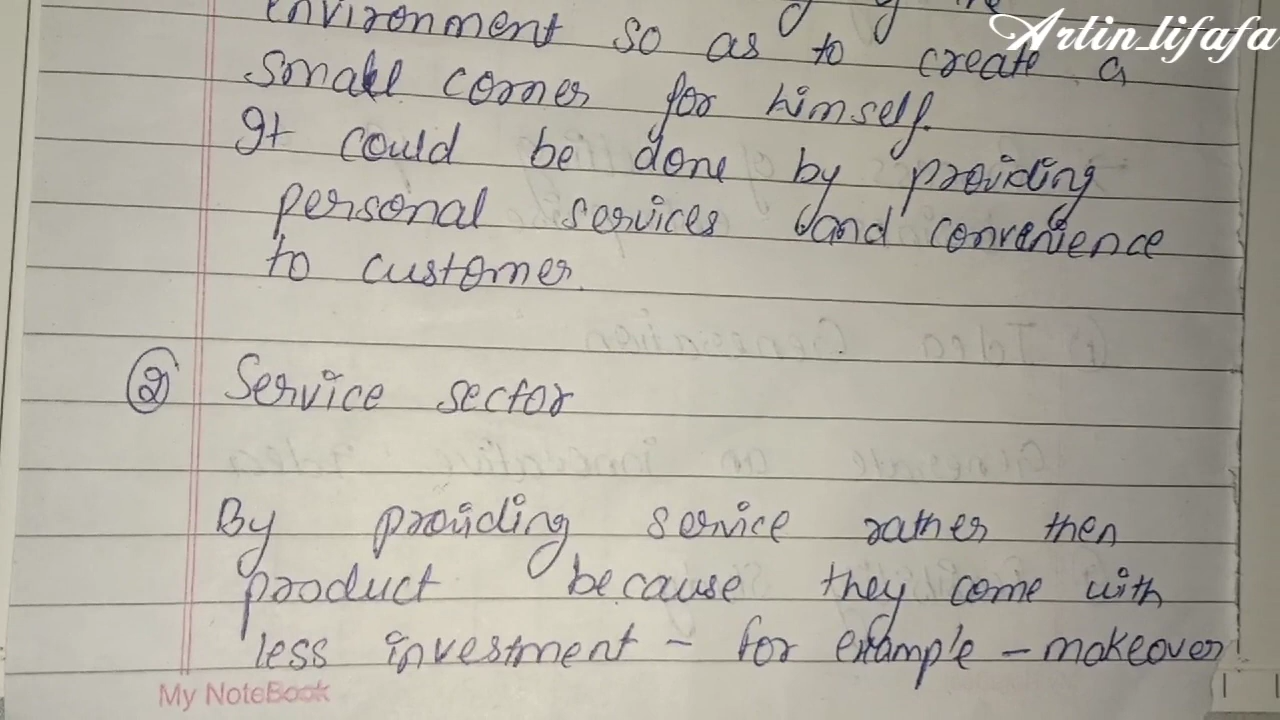 Artin_lifafa
environment so as to create a
small corner for himself.
It could be done by providing
personal services and convenience
to customer.
② Service sector
By providing service rather then
product because they come with
less investment - for example - makeover
My NoteBook